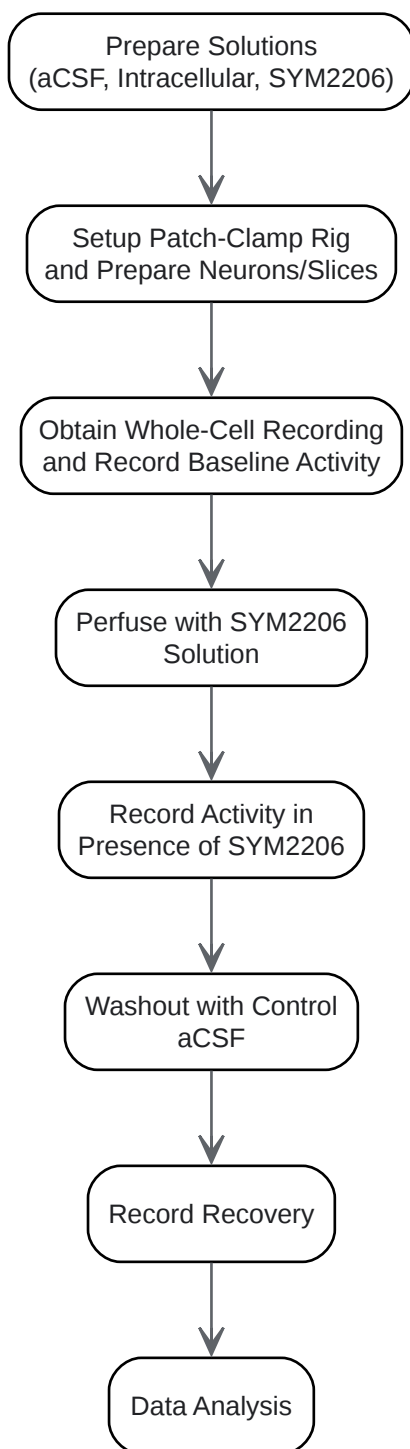 Prepare Solutions
(aCSF, Intracellular, SYM2206)
Setup Patch-Clamp Rig
and Prepare Neurons/Slices
Obtain Whole-Cell Recording
and Record Baseline Activity
Perfuse with SYM2206
Solution
Record Activity in
Presence of SYM2206
Washout with Control
aCSF
Record Recovery
Data Analysis